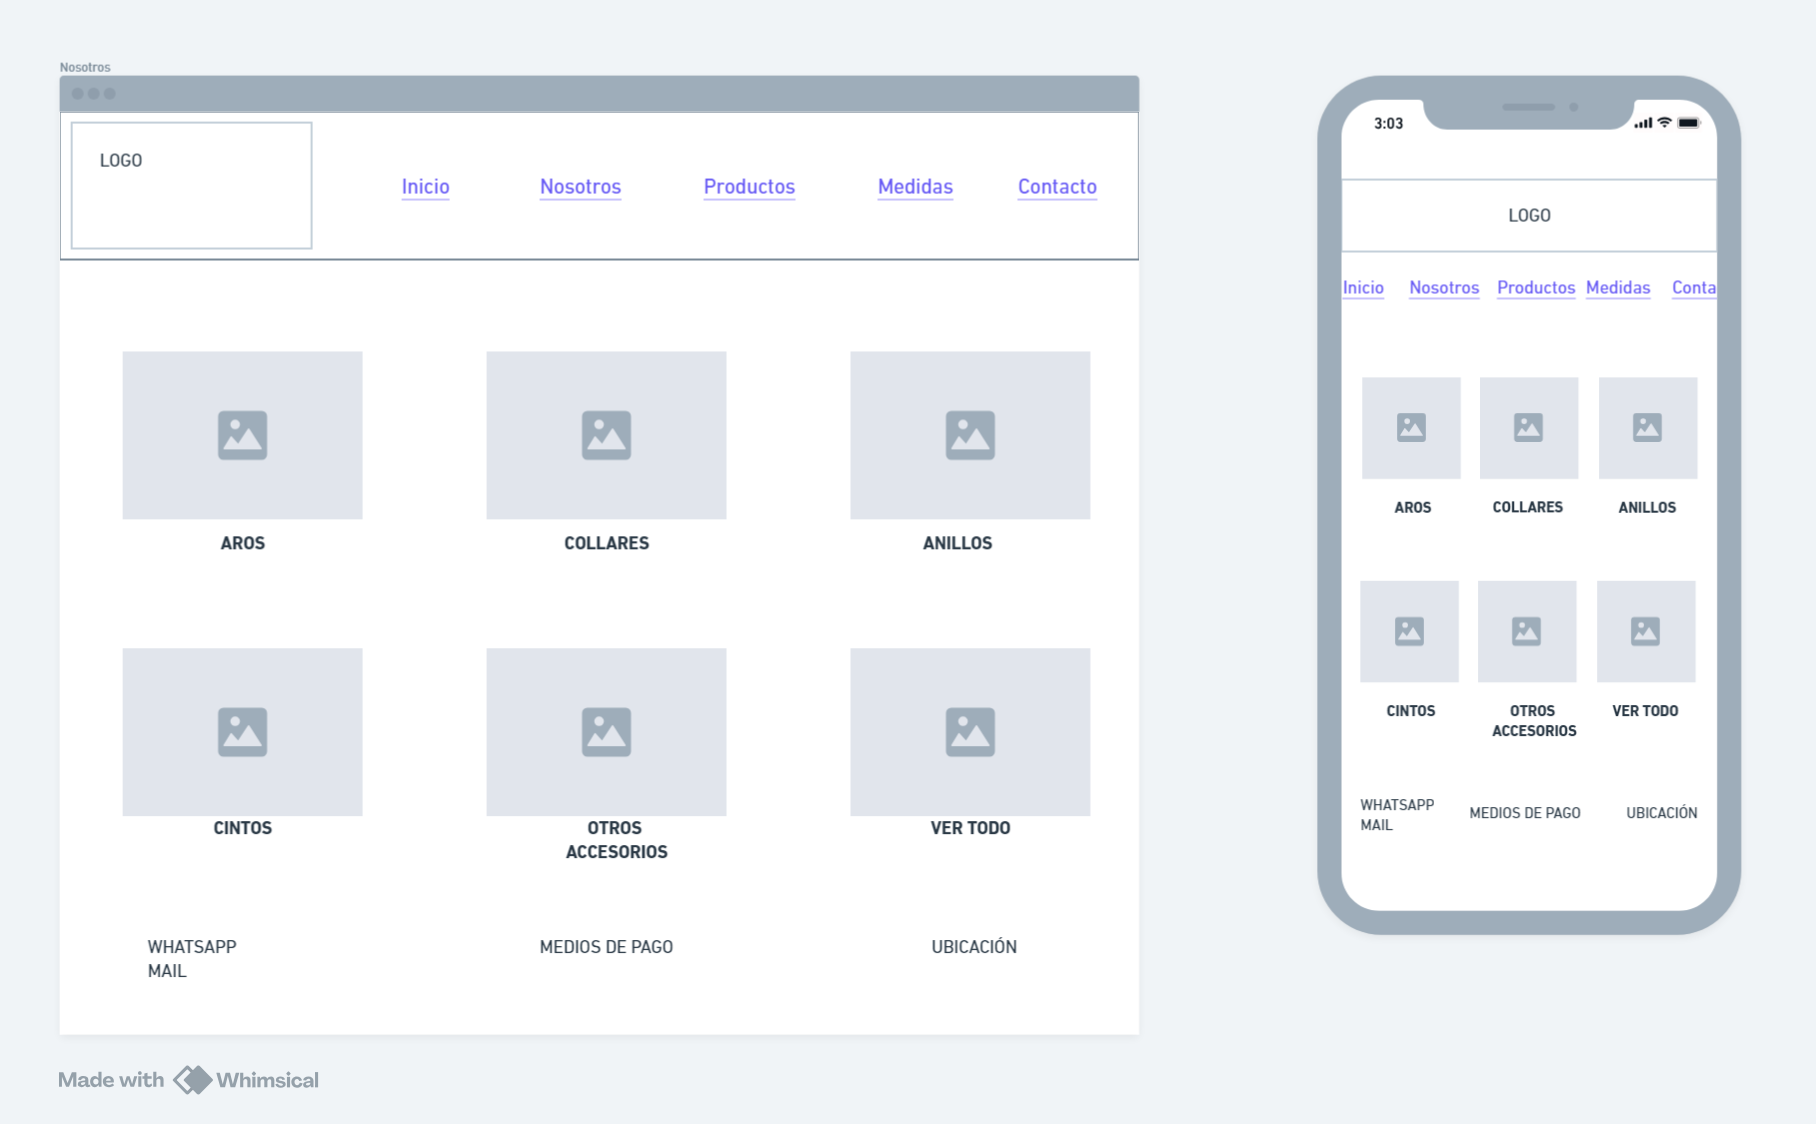 Nosotros
LOGO
Inicio Nosotros Productos Medidas Contacto
AROS COLLARES ANILLOS
CINTOS OTROS VER TODO
ACCESORIOS
WHATSAPP MEDIOS DE PAGO UBICACIÓN
MAIL
3:03
LOGO
Inicio Nosotros Productos Medidas Conta
AROS COLLARES ANILLOS
CINTOS OTROS VER TODO
ACCESORIOS
WHATSAPP MEDIOS DE PAGO UBICACIÓN
MAIL
Made with Whimsical